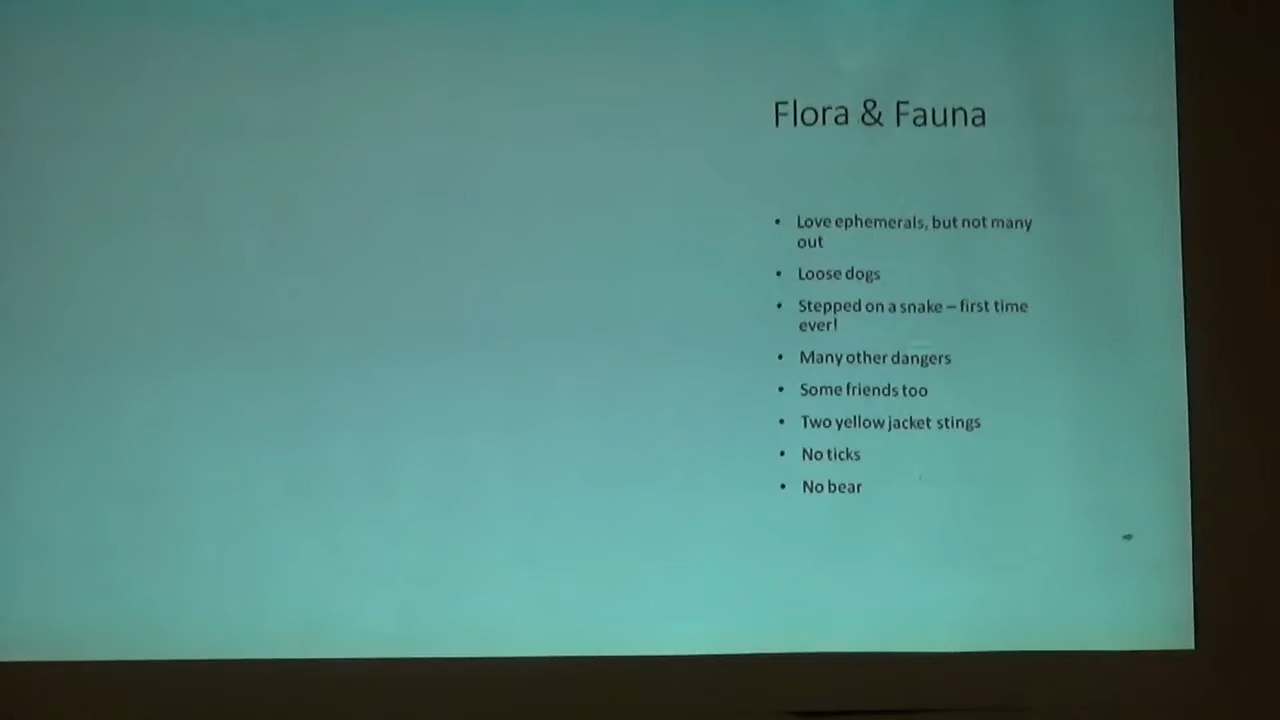 Flora & Fauna
• Love ephemerals, but not many
out
• Loose dogs
• Stepped on a snake – first time
ever!
• Many other dangers
• Some friends too
• Two yellow jacket stings
• No ticks
• No bear